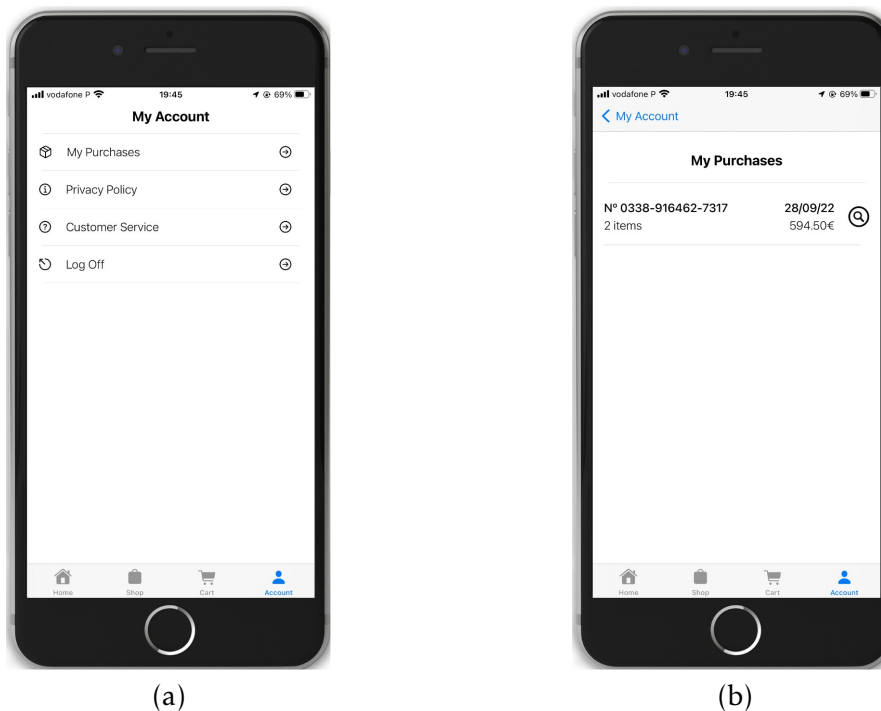 vodafone P 19:45 69%
My Account
My Purchases
Privacy Policy
Customer Service
Log Off
Home Shop Cart Account
(a)
vodafone P 19:45 69%
My Account
My Purchases
Nº 0338-916462-7317 28/09/22
2 items 594.50€
Home Shop Cart Account
(b)